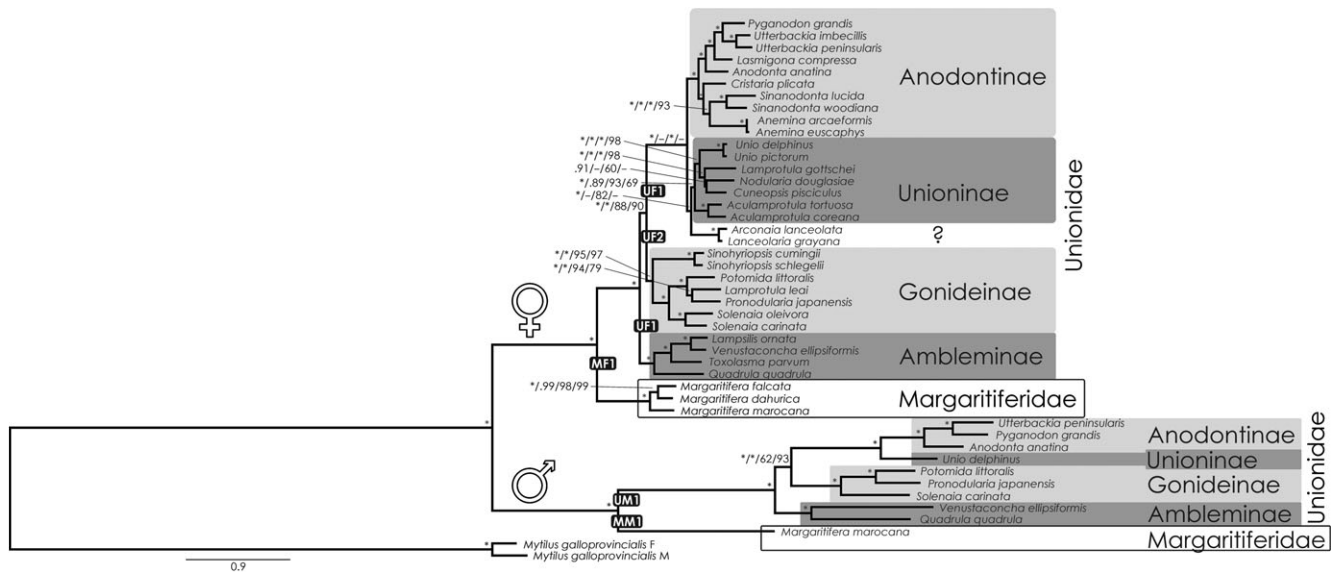 Pyganodon grandis
Utterbackia imbecillis
Utterbackia peninsularis
Lasmigona compressa
Anodonta anatina
Cristaria plicata
Sinanodonta lucida
Sinanodonta woodiana
Anemina arcaeformis
Anemina euscaphys
Anodontinae
*/*/*/93
*/–/*/–
Unio delphinus
Unio pictorum
Lamprotula gottschei
Nodularia douglasiae
Cuneopsis pisciculus
Aculamprotula tortuosa
Aculamprotula coreana
Unioninae
*/*/*/98
*/*/*/98
.91/–/60/–
*/.89/93/69
*/–/82/–
*/*/88/90
UF1
Arconaia lanceolata
Lanceolaria grayana
?
Unionidae
UF2
Sinohyriopsis cumingii
Sinohyriopsis schlegelii
Potomida littoralis
Lamprotula leai
Pronodularia japanensis
Solenaia oleivora
Solenaia carinata
Gonideinae
*/*/95/97
*/*/94/79
UF1
Lampsilis ornata
Venustaconcha ellipsiformis
Toxolasma parvum
Quadrula quadrula
Ambleminae
♀
MF1
*/.99/98/99
Margaritifera falcata
Margaritifera dahurica
Margaritifera marocana
Margaritiferidae
Utterbackia peninsularis
Pyganodon grandis
Anodonta anatina
Anodontinae
*/*/62/93
Unio delphinus
Unioninae
Potomida littoralis
Pronodularia japanensis
Solenaia carinata
Gonideinae
Unionidae
♂
UM1
MM1
Venustaconcha ellipsiformis
Quadrula quadrula
Ambleminae
Margaritifera marocana
Margaritiferidae
Mytilus galloprovincialis F
Mytilus galloprovincialis M
0.9